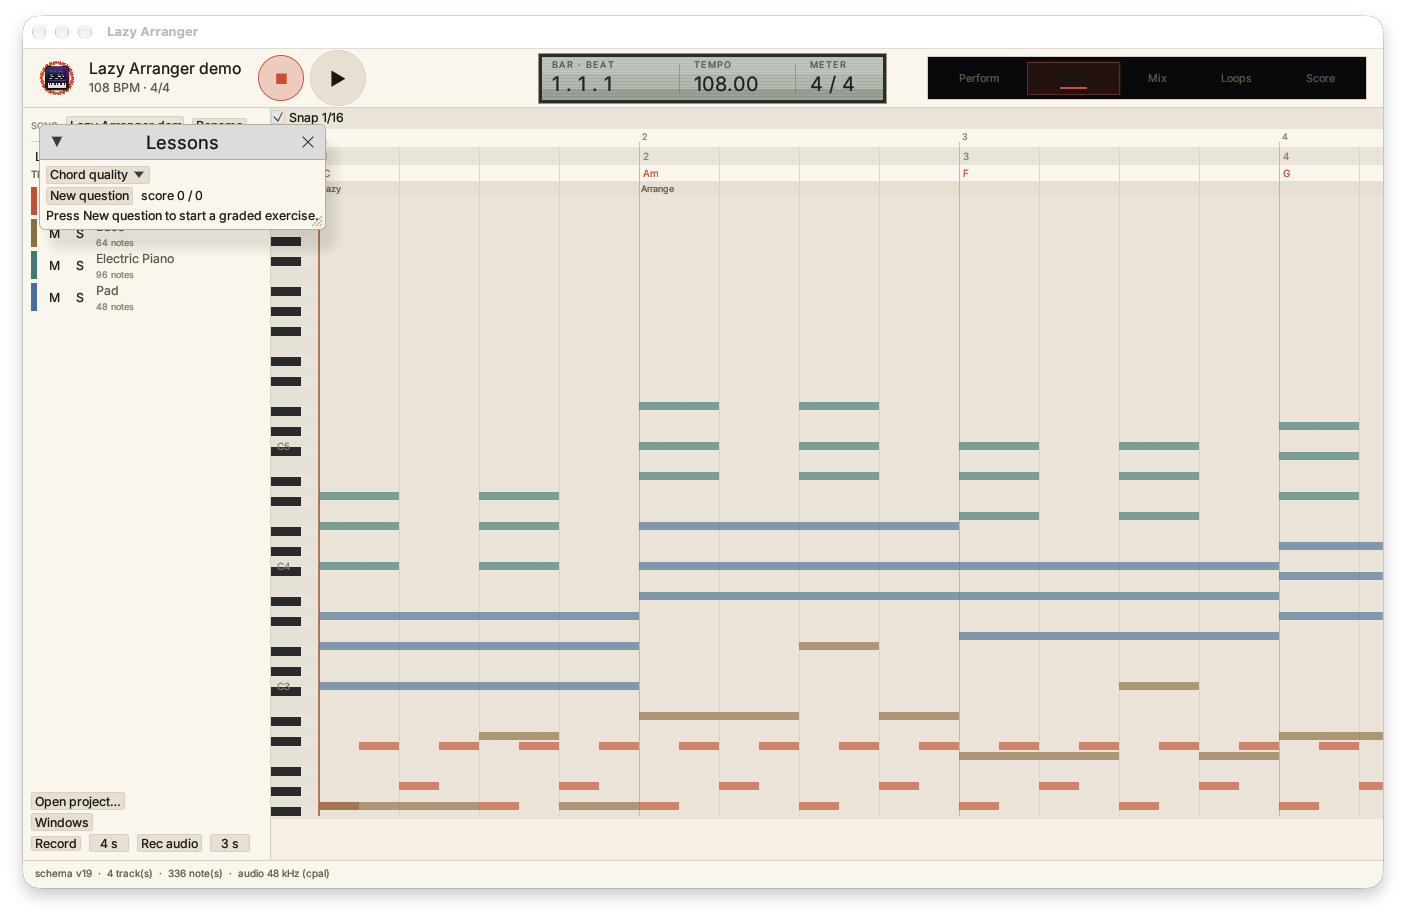 Lazy Arranger
Lazy Arranger demo
108 BPM · 4/4
BAR · BEAT
1 . 1 . 1
TEMPO
108.00
METER
4 / 4
Perform
Mix
Loops
Score
Snap 1/16
Lessons
Chord quality
New question
score 0 / 0
Press New question to start a graded exercise.
2
3
4
2
3
4
C
Am
F
G
azy
Arrange
M
S
64 notes
M
S
Electric Piano
96 notes
M
S
Pad
48 notes
C5
C4
C3
Open project...
Windows
Record
4 s
Rec audio
3 s
schema v19 · 4 track(s) · 336 note(s) · audio 48 kHz (cpal)